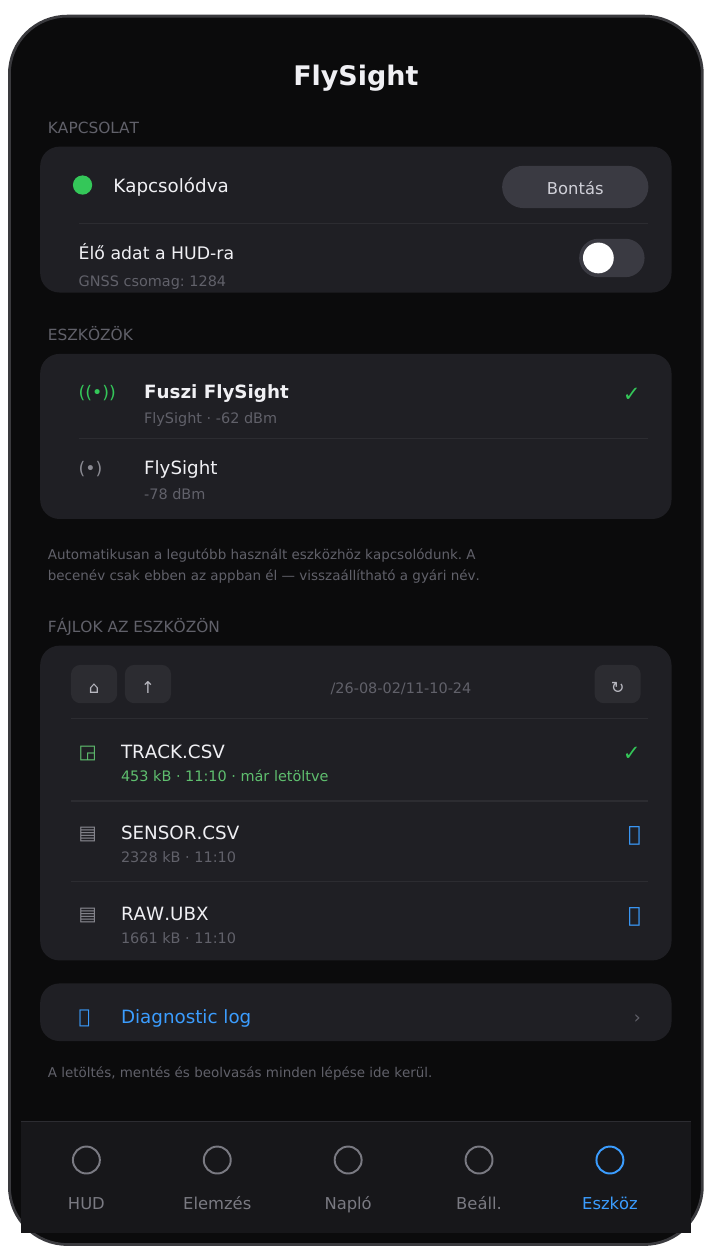 FlySight
KAPCSOLAT
Kapcsolódva
Bontás
Élő adat a HUD-ra
GNSS csomag: 1284
ESZKÖZÖK
((•)) Fuszi FlySight ✓
FlySight · -62 dBm
(•) FlySight
-78 dBm
Automatikusan a legutóbb használt eszközhöz kapcsolódunk. A
becenév csak ebben az appban él — visszaállítható a gyári név.
FÁJLOK AZ ESZKÖZÖN
⌂ ↑ /26-08-02/11-10-24 ↻
◲ TRACK.CSV ✓
453 kB · 11:10 · már letöltve
▤ SENSOR.CSV
2328 kB · 11:10
▤ RAW.UBX
1661 kB · 11:10
Diagnostic log ›
A letöltés, mentés és beolvasás minden lépése ide kerül.
HUD Elemzés Napló Beáll. Eszköz